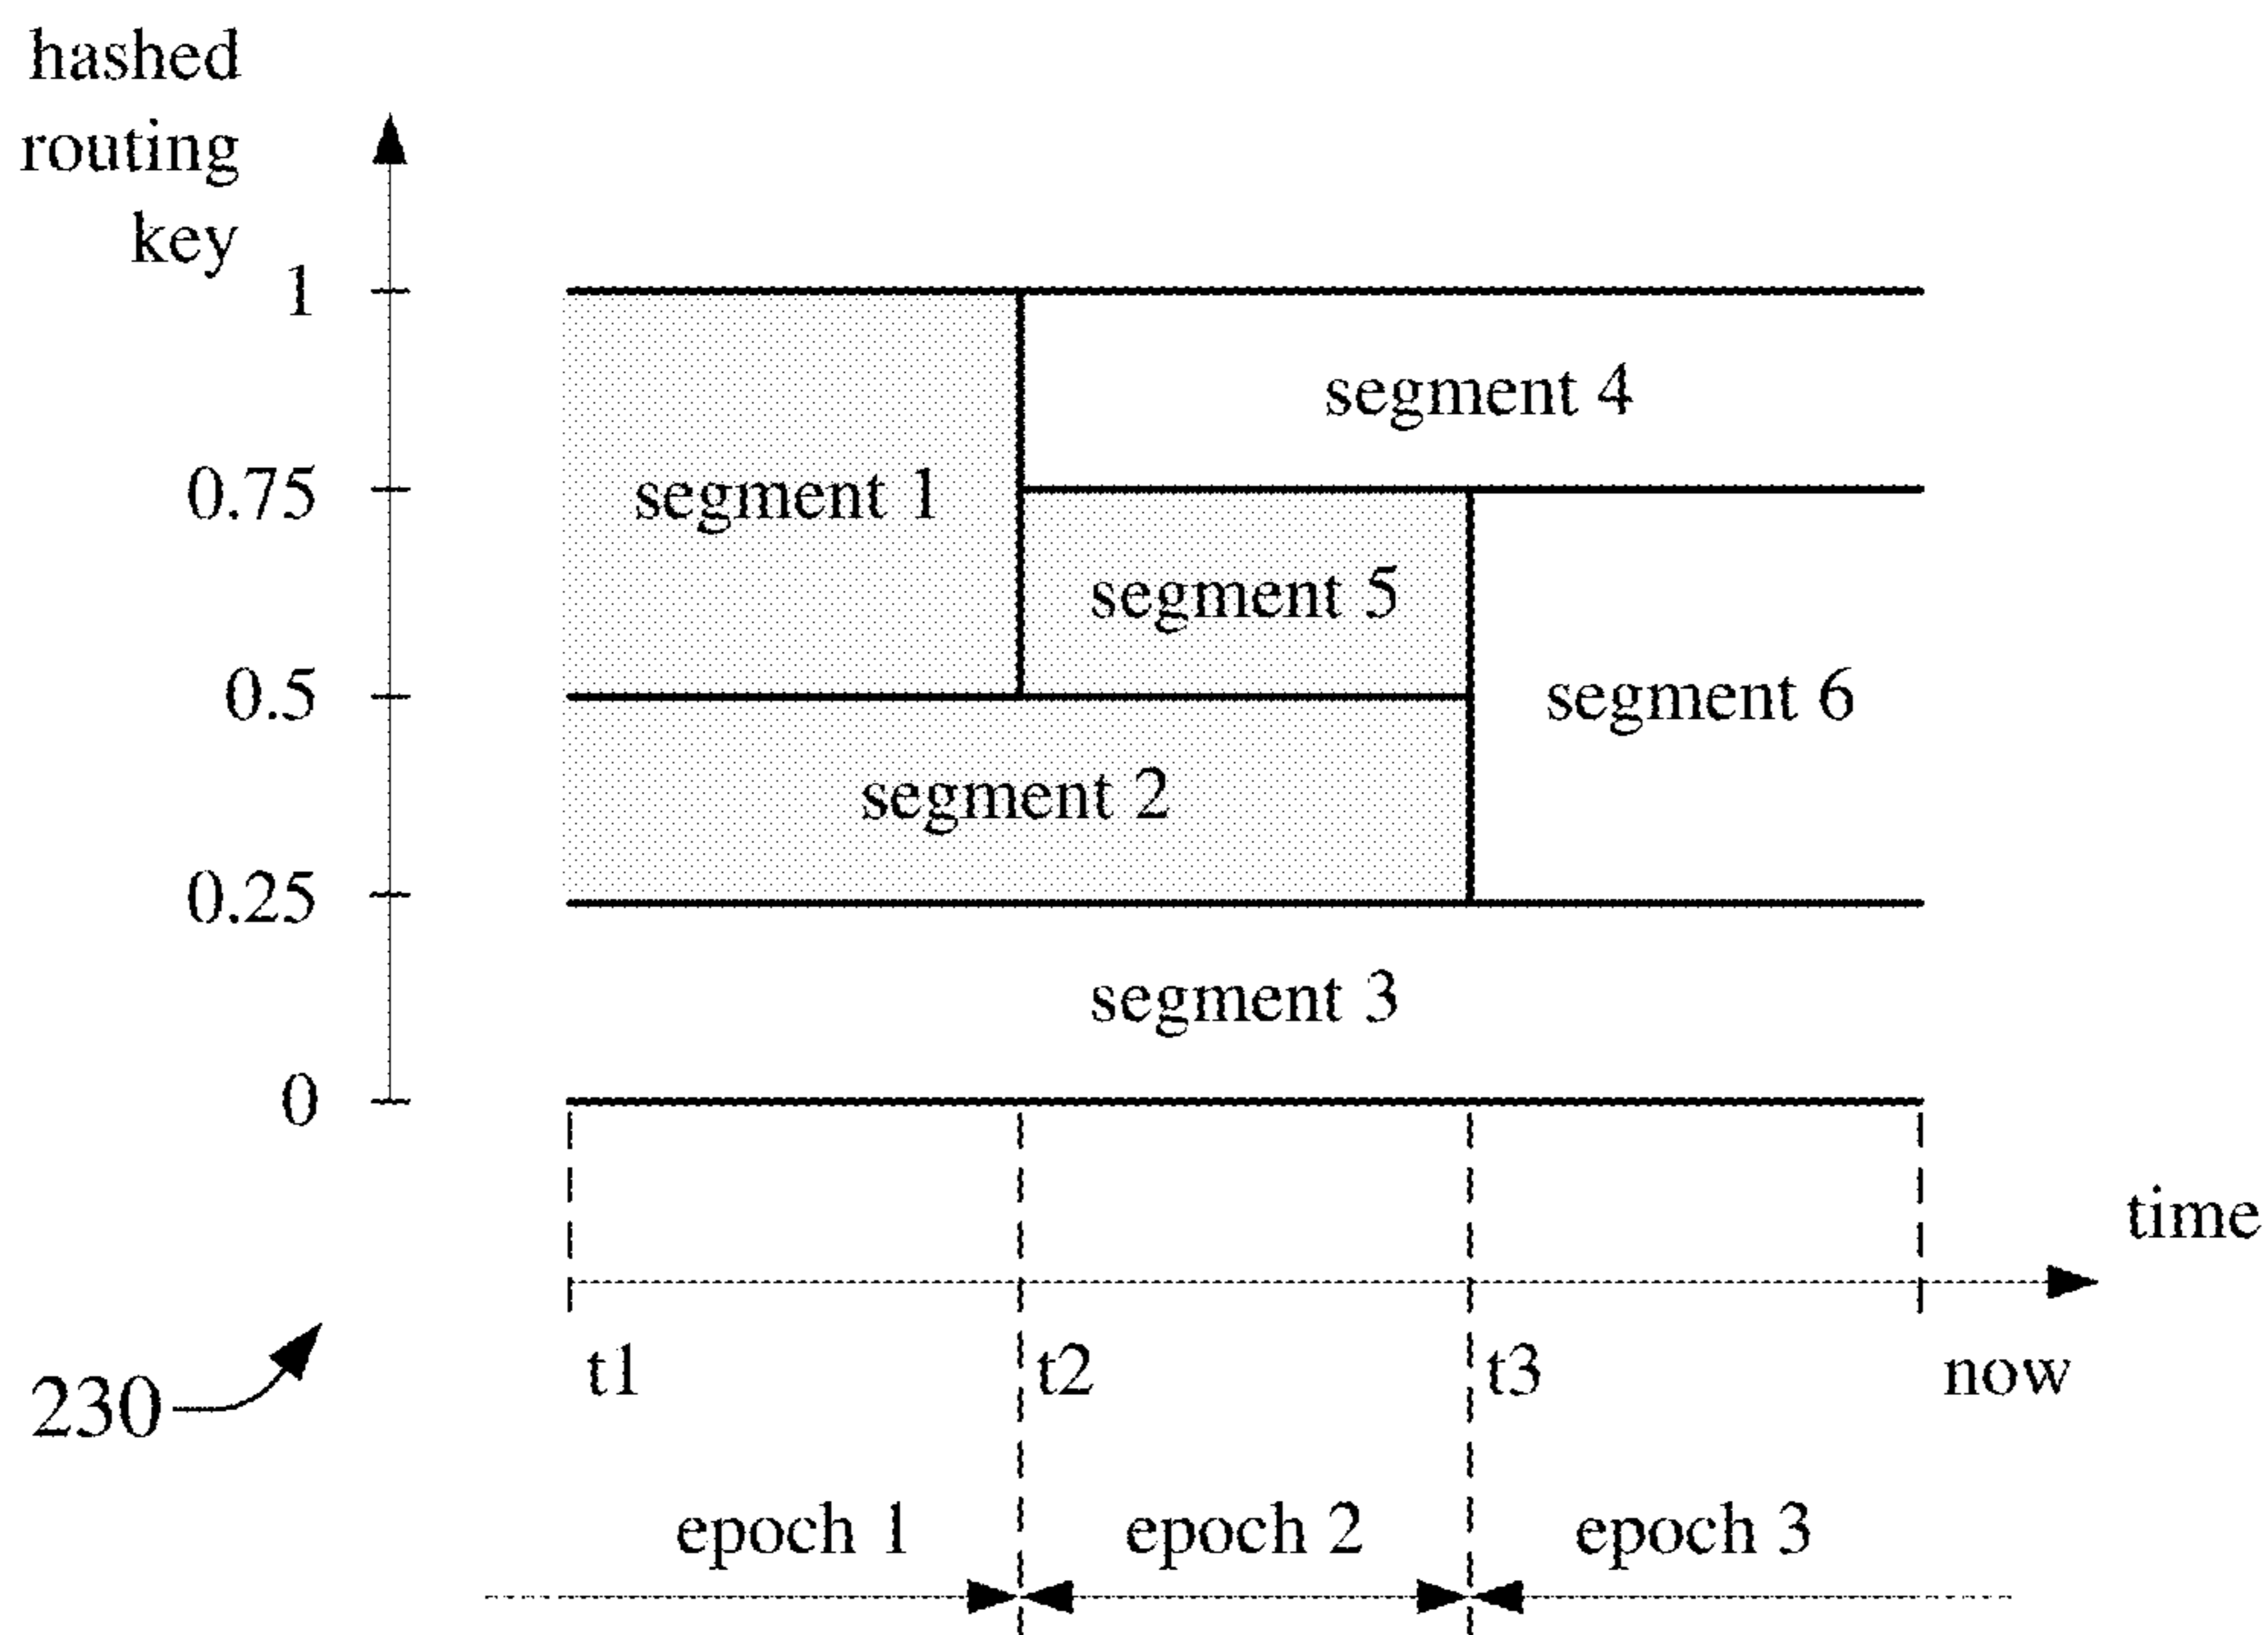 hashed
routing
key
1
segment 4
0.75
segment 1
segment 5
0.5
segment 6
segment 2
0.25
segment 3
0
time
t1 t2 t3 now
230
epoch 1 epoch 2 epoch 3